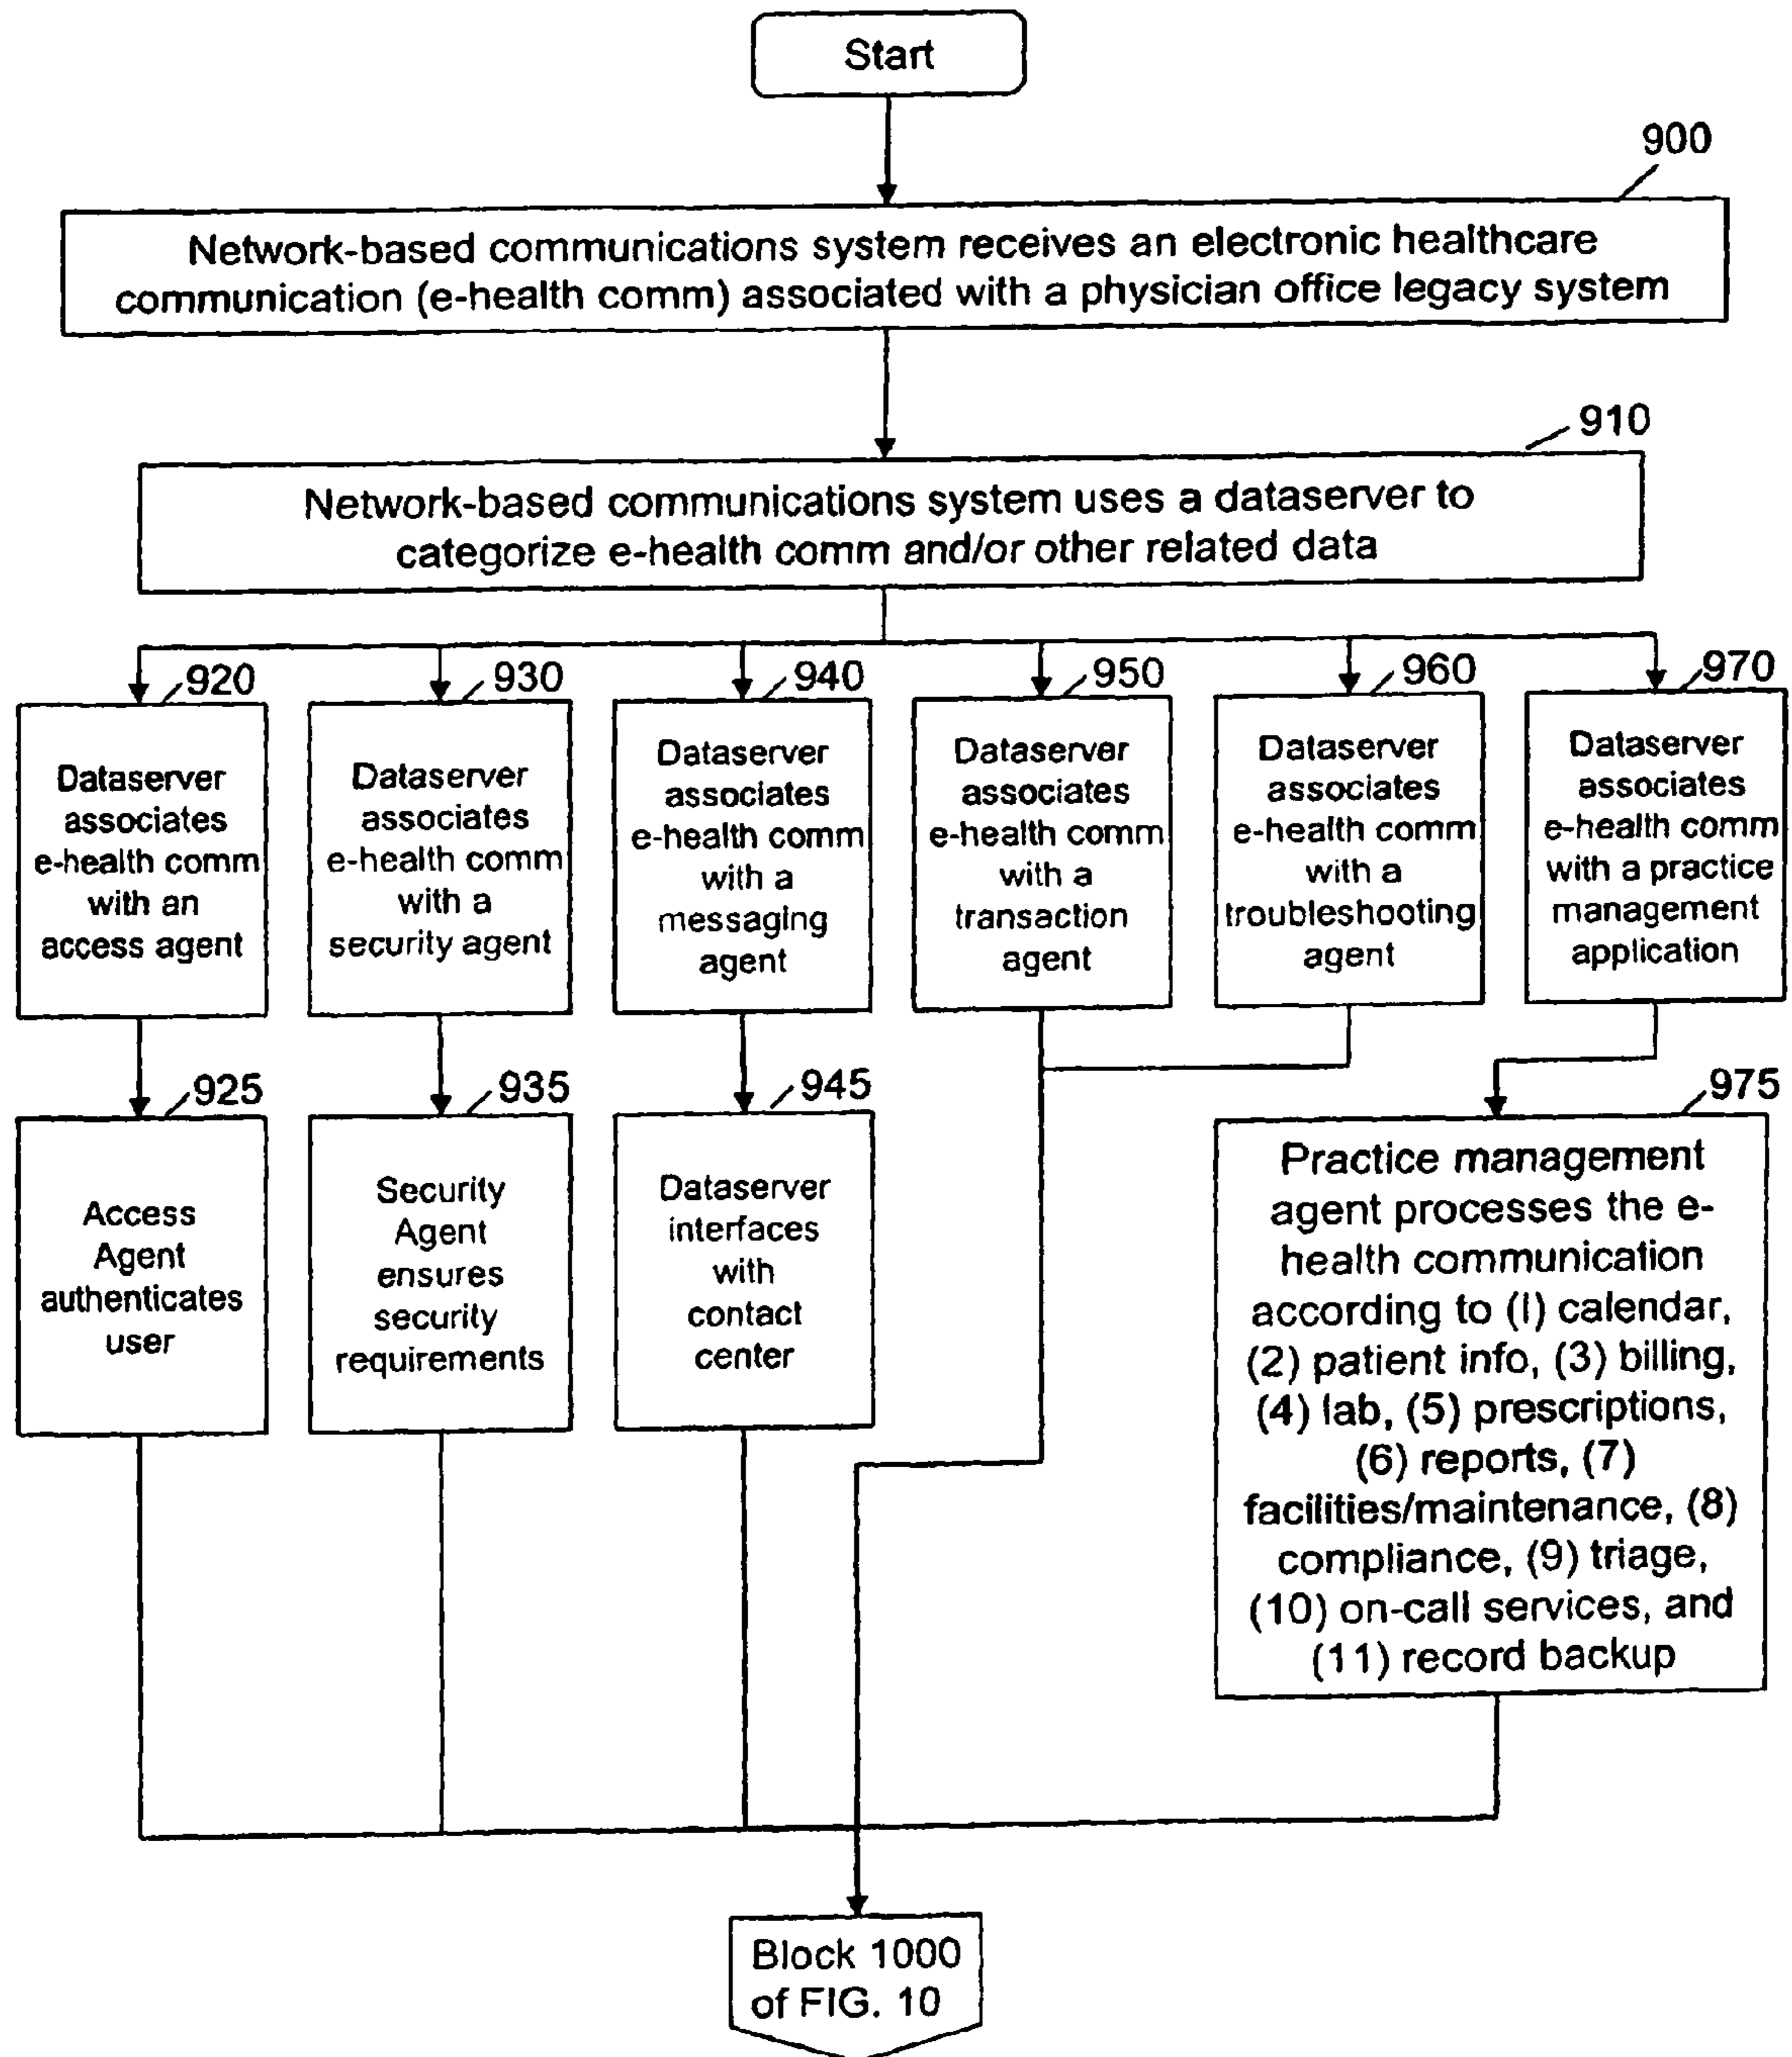 Start
900
Network-based communications system receives an electronic healthcare
communication (e-health comm) associated with a physician office legacy system
910
Network-based communications system uses a dataserver to
categorize e-health comm and/or other related data
920
Dataserver
associates
e-health comm
with an
access agent
930
Dataserver
associates
e-health comm
with a
security agent
940
Dataserver
associates
e-health comm
with a
messaging
agent
950
Dataserver
associates
e-health comm
with a
transaction
agent
960
Dataserver
associates
e-health comm
with a
troubleshooting
agent
970
Dataserver
associates
e-health comm
with a practice
management
application
925
Access
Agent
authenticates
user
935
Security
Agent
ensures
security
requirements
945
Dataserver
interfaces
with
contact
center
975
Practice management
agent processes the e-
health communication
according to (I) calendar,
(2) patient info, (3) billing,
(4) lab, (5) prescriptions,
(6) reports, (7)
facilities/maintenance, (8)
compliance, (9) triage,
(10) on-call services, and
(11) record backup
Block 1000
of FIG. 10